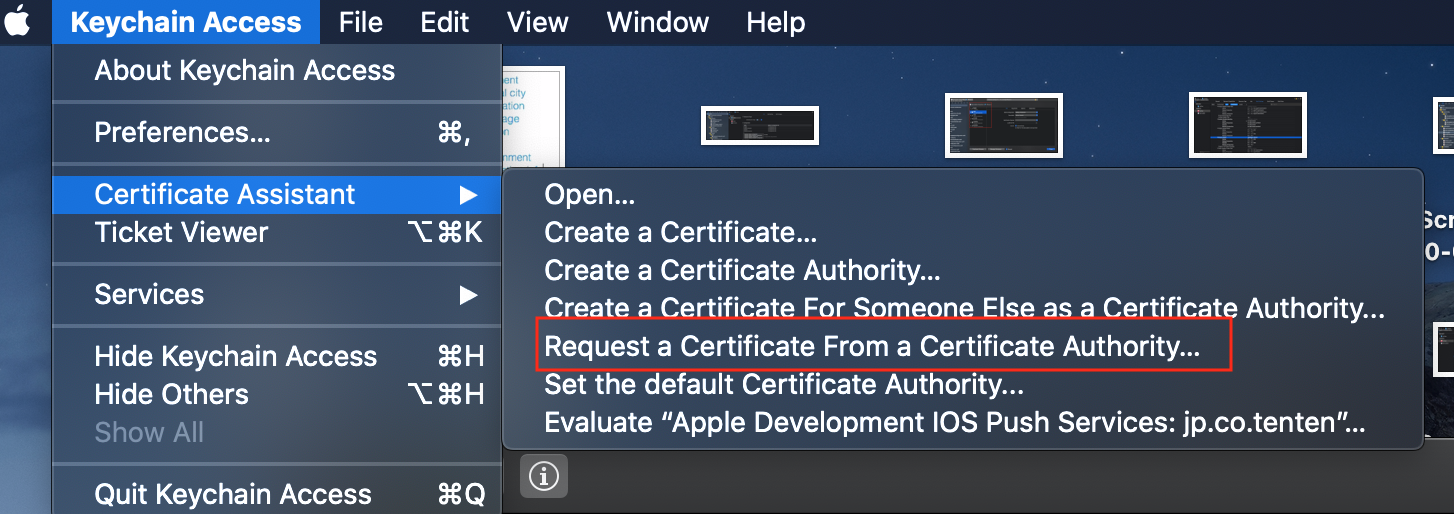 Keychain Access File Edit View Window Help
About Keychain Access
Preferences... ⌘,
Certificate Assistant ▶
Ticket Viewer ⌥⌘K
Services ▶
Hide Keychain Access ⌘H
Hide Others ⌥⌘H
Show All
Quit Keychain Access ⌘Q
Open...
Create a Certificate...
Create a Certificate Authority...
Create a Certificate For Someone Else as a Certificate Authority...
Request a Certificate From a Certificate Authority...
Set the default Certificate Authority...
Evaluate “Apple Development IOS Push Services: jp.co.tenten”...
city